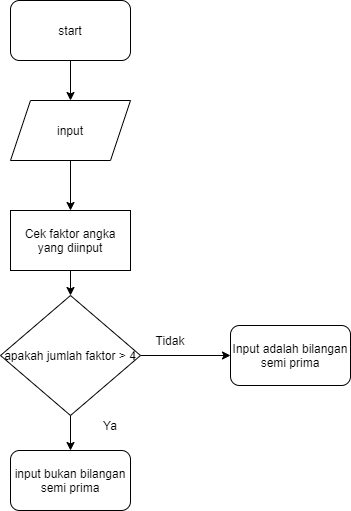 start
input
Cek faktor angka
yang diinput
apakah jumlah faktor > 4
Tidak
Input adalah bilangan
semi prima
Ya
input bukan bilangan
semi prima